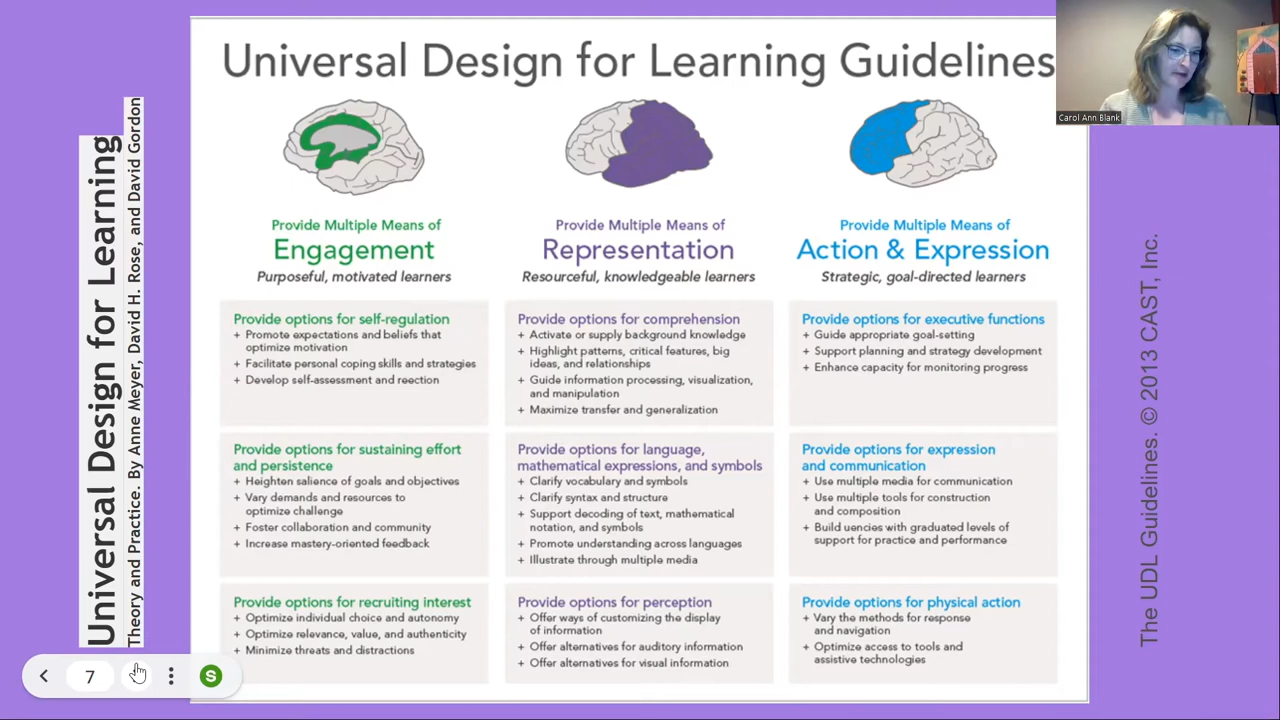 Universal Design for Learning Guidelines
Carol Ann Blank
Universal Design for Learning
Theory and Practice. By Anne Meyer, David H. Rose, and David Gordon
Provide Multiple Means of
Engagement
Purposeful, motivated learners
Provide options for self-regulation
+ Promote expectations and beliefs that
optimize motivation
+ Facilitate personal coping skills and strategies
+ Develop self-assessment and reection
Provide options for sustaining effort
and persistence
+ Heighten salience of goals and objectives
+ Vary demands and resources to
optimize challenge
+ Foster collaboration and community
+ Increase mastery-oriented feedback
Provide options for recruiting interest
+ Optimize individual choice and autonomy
+ Optimize relevance, value, and authenticity
+ Minimize threats and distractions
Provide Multiple Means of
Representation
Resourceful, knowledgeable learners
Provide options for comprehension
+ Activate or supply background knowledge
+ Highlight patterns, critical features, big
ideas, and relationships
+ Guide information processing, visualization,
and manipulation
+ Maximize transfer and generalization
Provide options for language,
mathematical expressions, and symbols
+ Clarify vocabulary and symbols
+ Clarify syntax and structure
+ Support decoding of text, mathematical
notation, and symbols
+ Promote understanding across languages
+ Illustrate through multiple media
Provide options for perception
+ Offer ways of customizing the display
of information
+ Offer alternatives for auditory information
+ Offer alternatives for visual information
Provide Multiple Means of
Action & Expression
Strategic, goal-directed learners
Provide options for executive functions
+ Guide appropriate goal-setting
+ Support planning and strategy development
+ Enhance capacity for monitoring progress
Provide options for expression
and communication
+ Use multiple media for communication
+ Use multiple tools for construction
and composition
+ Build uencies with graduated levels of
support for practice and performance
Provide options for physical action
+ Vary the methods for response
and navigation
+ Optimize access to tools and
assistive technologies
The UDL Guidelines. © 2013 CAST, Inc.
7
S